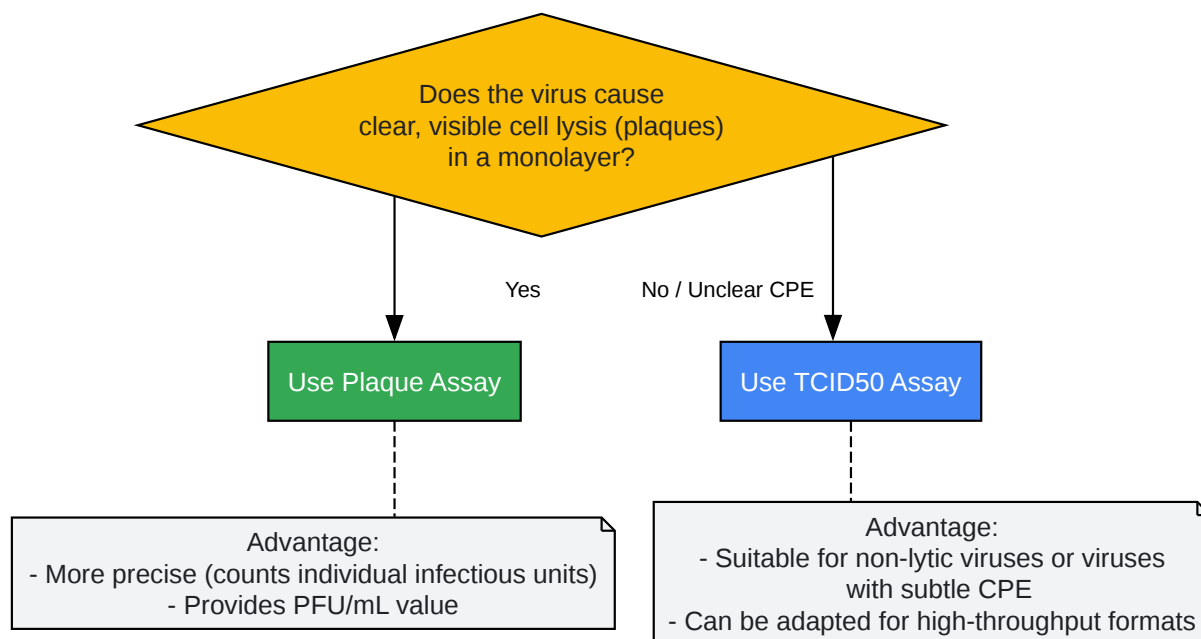 Does the virus cause
clear, visible cell lysis (plaques)
in a monolayer?
Yes
No / Unclear CPE
Use Plaque Assay
Use TCID50 Assay
Advantage:
- More precise (counts individual infectious units)
- Provides PFU/mL value
Advantage:
- Suitable for non-lytic viruses or viruses
with subtle CPE
- Can be adapted for high-throughput formats